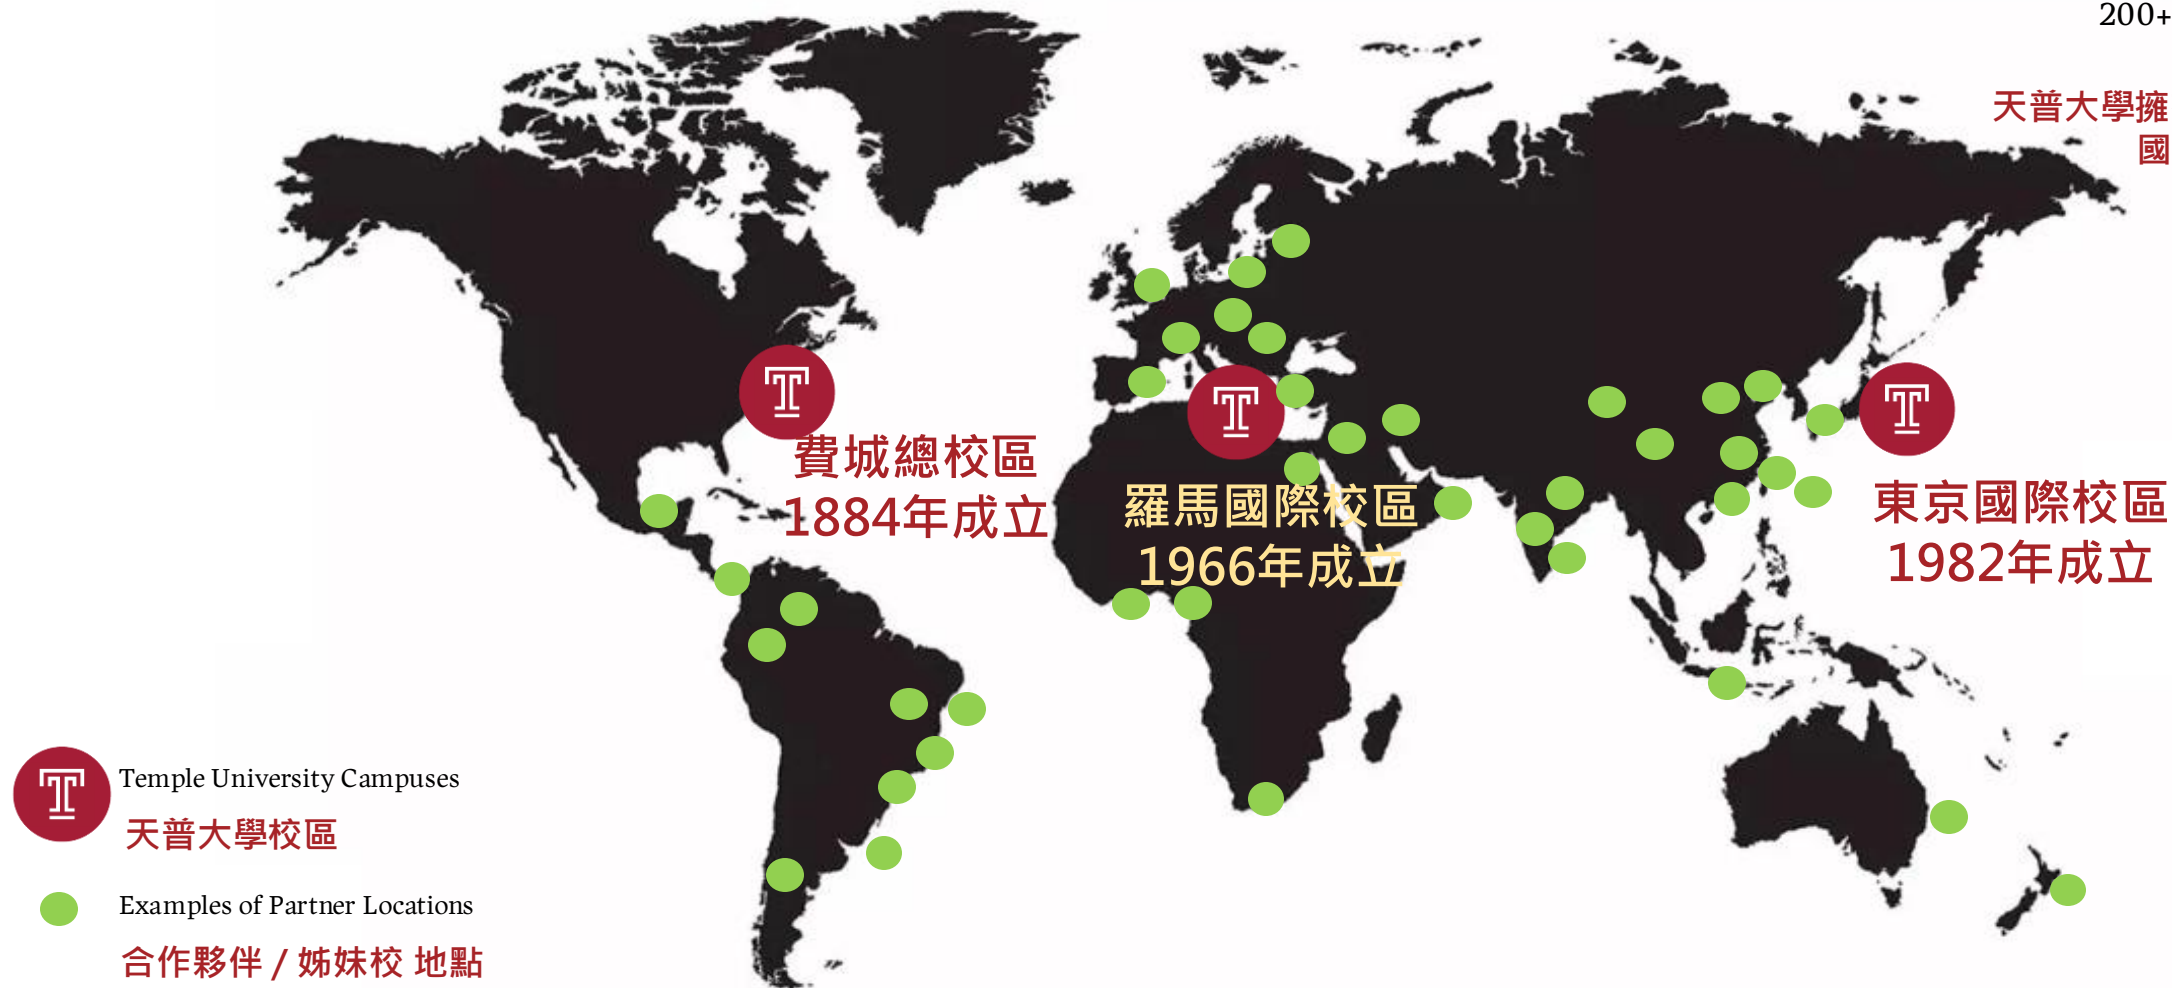 200+
天普大學擁
國
T
費城總校區
1884年成立
T
羅馬國際校區
1966年成立
T
東京國際校區
1982年成立
T
Temple University Campuses
天普大學校區
Examples of Partner Locations
合作夥伴 / 姊妹校 地點